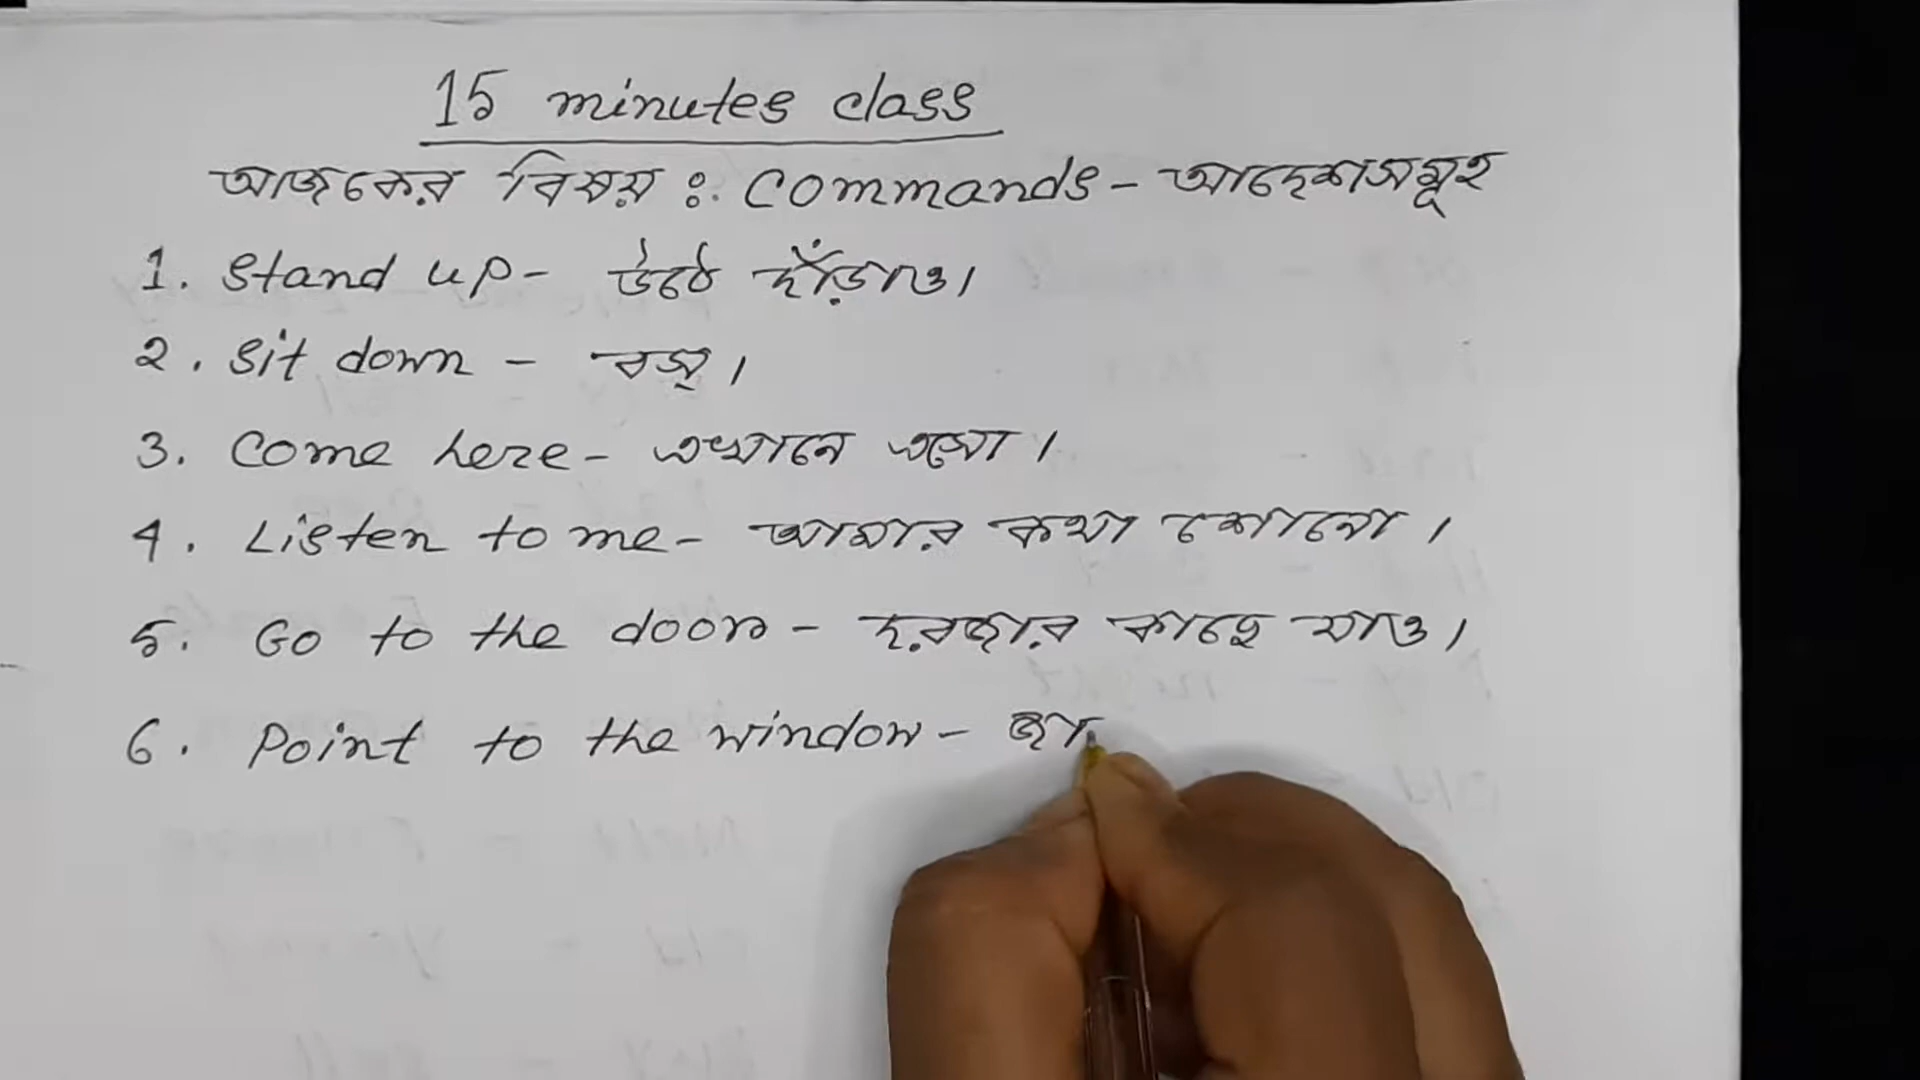 15 minutes class
আজকের বিষয় ঃ. Commands - আদেশসমূহ
1. Stand up - উঠে দাঁড়াও।
2. Sit down - বস্।
3. Come here - এখানে এসো।
4. Listen to me - আমার কথা শোনো।
5. Go to the door - দরজার কাছে যাও।
6. Point to the window - জা